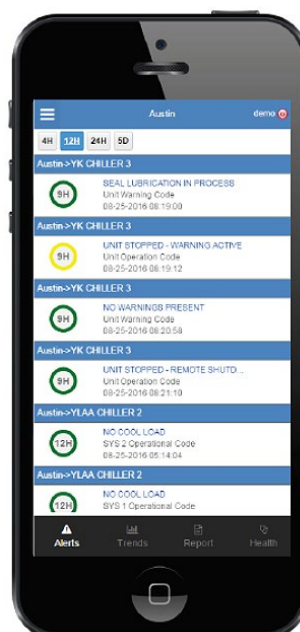 Austin
demo
4H 12H 24H 5D
Austin->YK CHILLER 3
9H
SEAL LUBRICATION IN PROCESS
Unit Warning Code
08-25-2016 08:19:00
Austin->YK CHILLER 3
9H
UNIT STOPPED - WARNING ACTIVE
Unit Operation Code
08-25-2016 08:19:12
Austin->YK CHILLER 3
9H
NO WARNINGS PRESENT
Unit Warning Code
08-25-2016 08:20:58
Austin->YK CHILLER 3
9H
UNIT STOPPED - REMOTE SHUTD...
Unit Operation Code
08-25-2016 08:21:10
Austin->YLAA CHILLER 2
12H
NO COOL LOAD
SYS 2 Operational Code
08-25-2016 05:14:04
Austin->YLAA CHILLER 2
12H
NO COOL LOAD
SYS 1 Operational Code
Alerts Trends Report Health